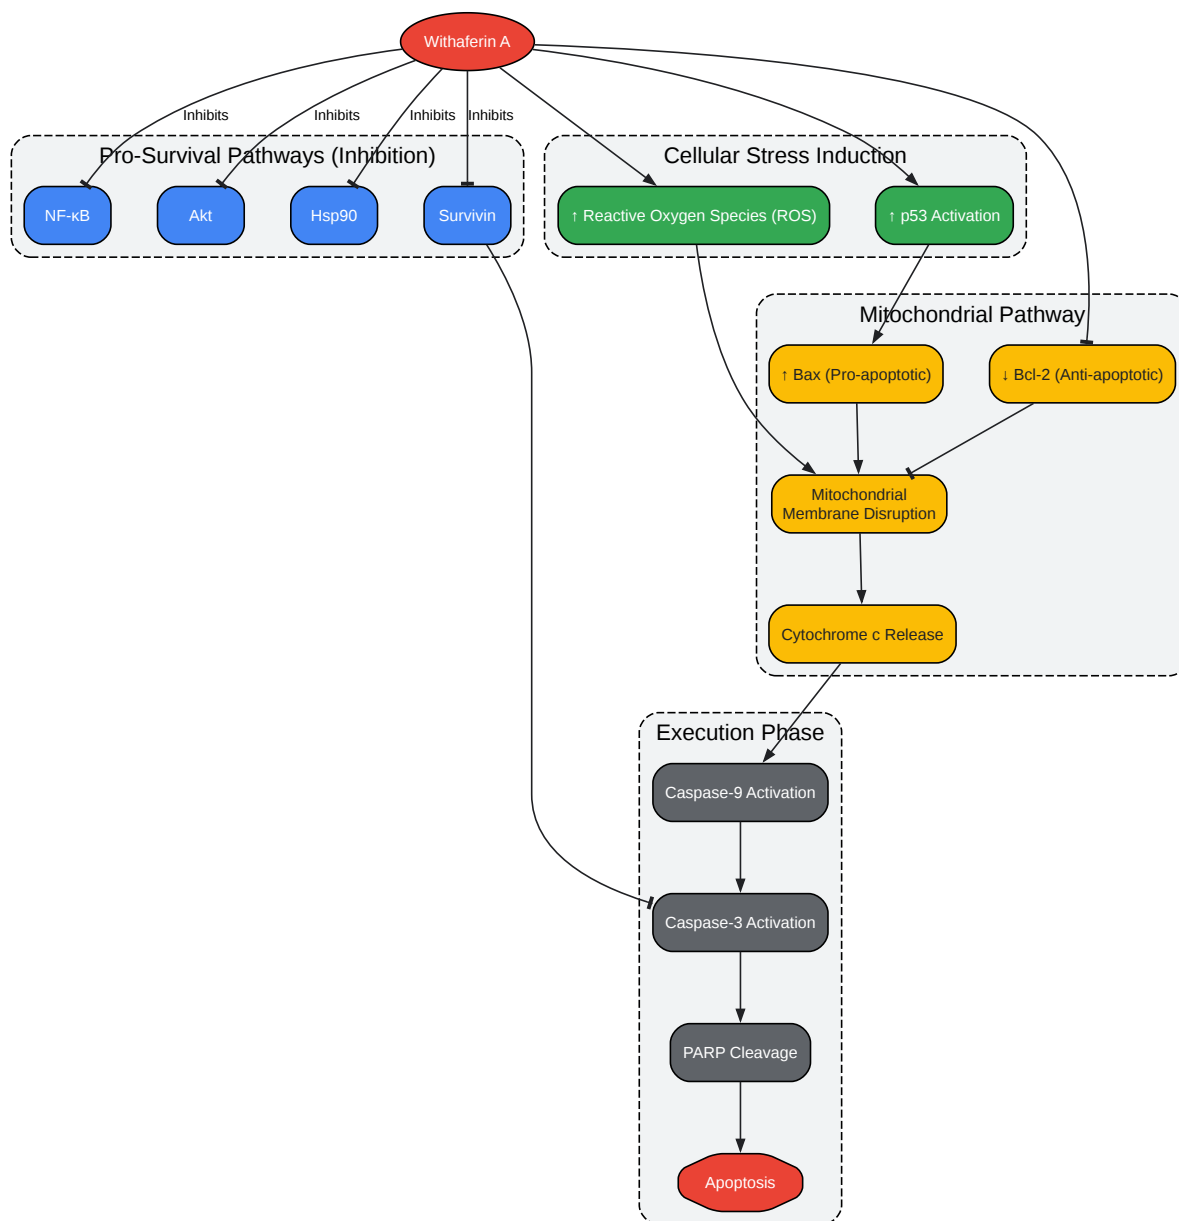 Withaferin A
Inhibits
Inhibits
Inhibits
Inhibits
Pro-Survival Pathways (Inhibition)
Cellular Stress Induction
NF-κB
Akt
Hsp90
Survivin
↑ Reactive Oxygen Species (ROS)
↑ p53 Activation
Mitochondrial Pathway
↑ Bax (Pro-apoptotic)
↓ Bcl-2 (Anti-apoptotic)
Mitochondrial
Membrane Disruption
Cytochrome c Release
Execution Phase
Caspase-9 Activation
Caspase-3 Activation
PARP Cleavage
Apoptosis